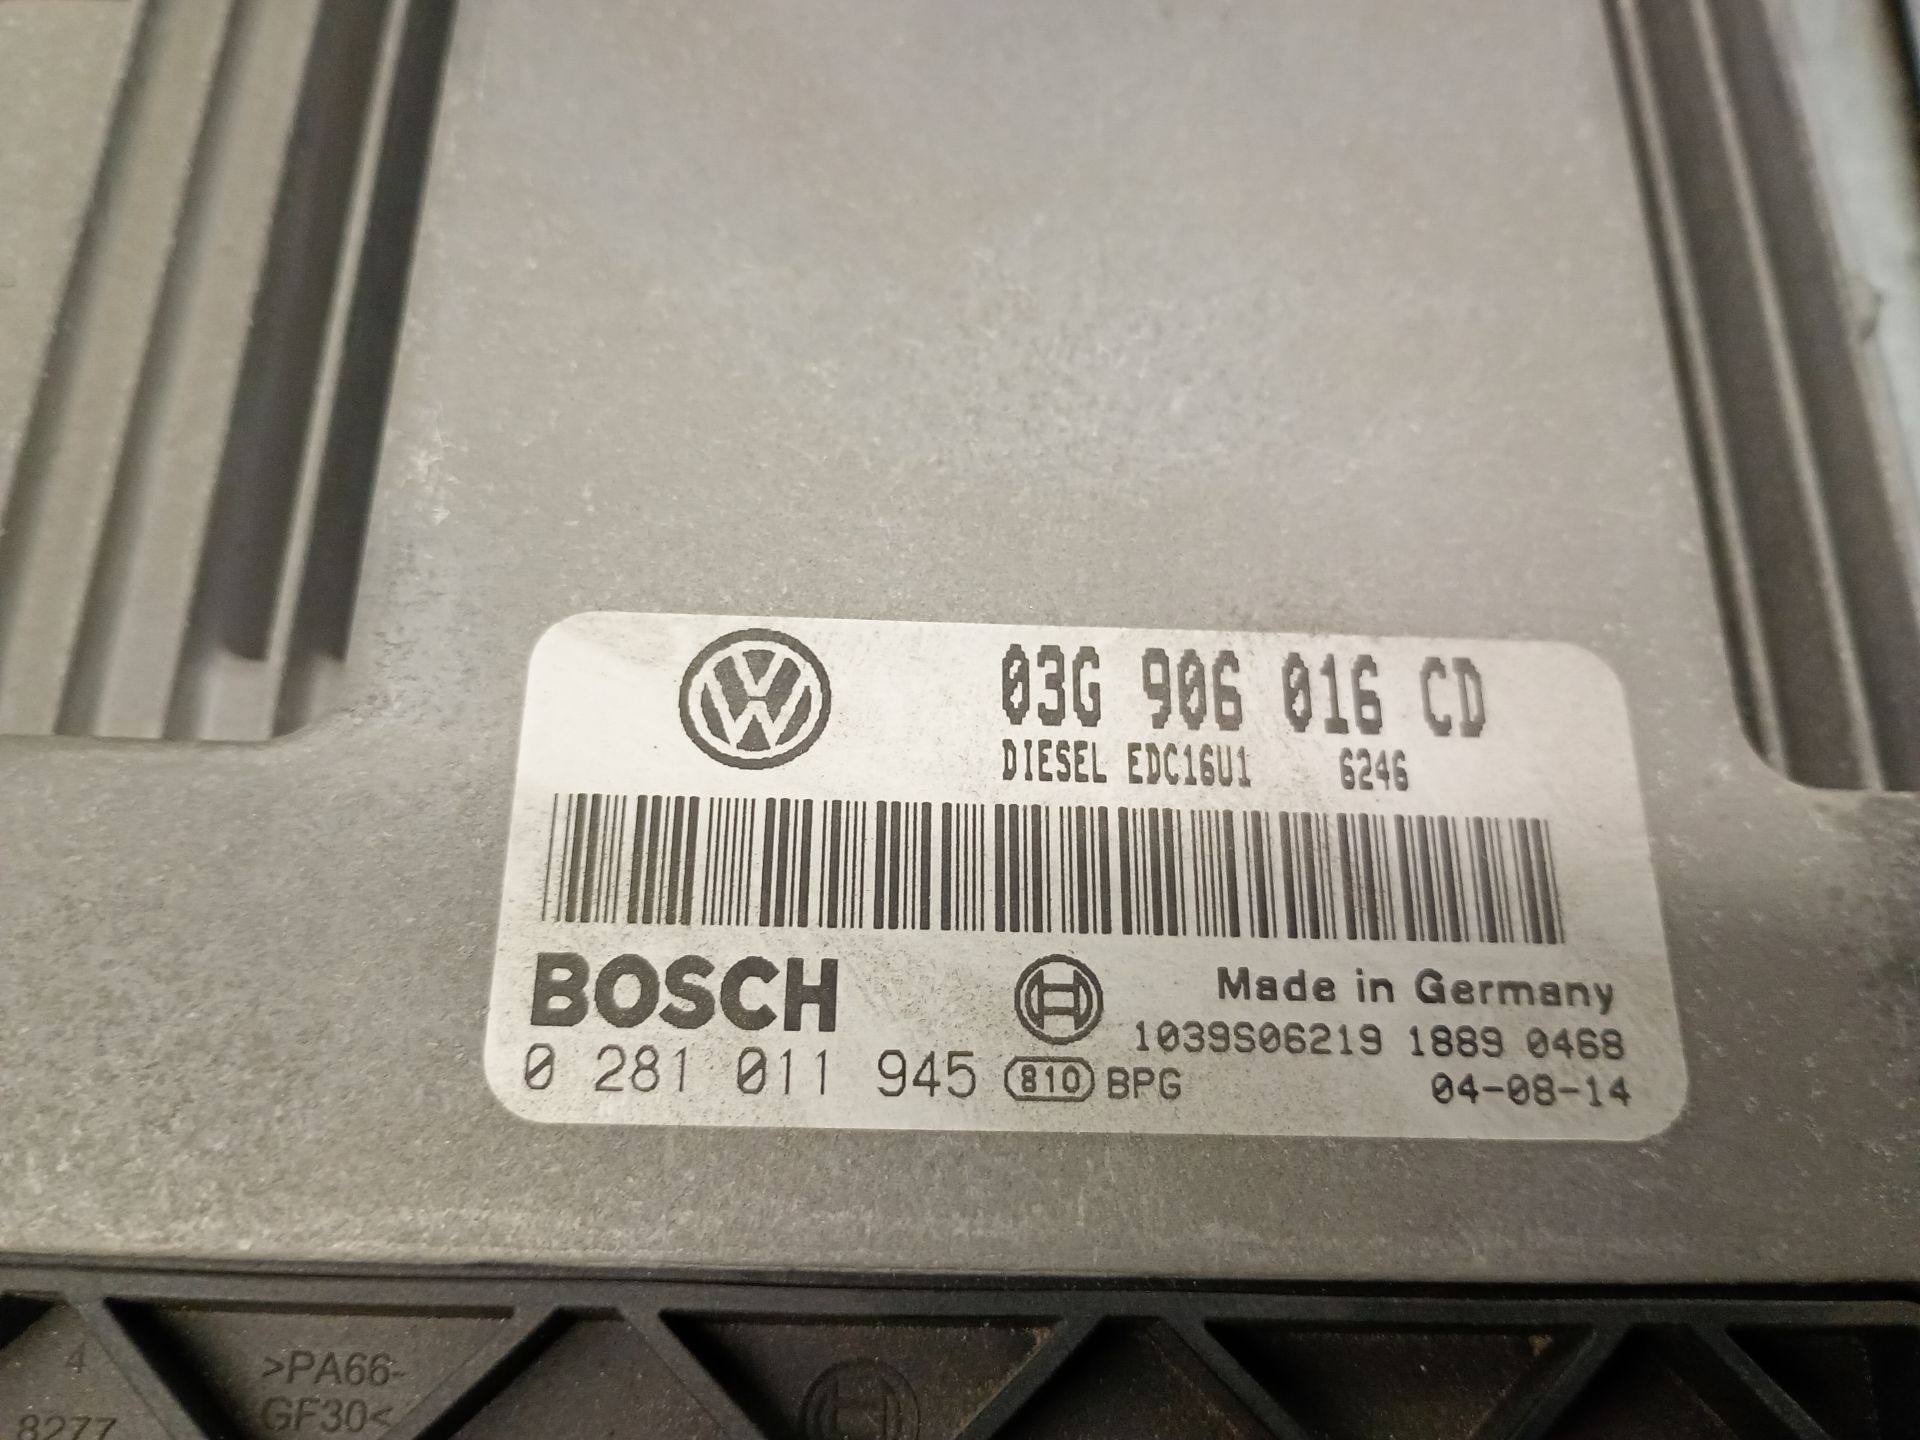 03G 906 016 CD
DIESEL EDC16U1 6246
BOSCH
Made in Germany
1039S06219 1889 0468
0 281 011 945 810 BPG 04-08-14
4
>PA66-
GF30<
8277